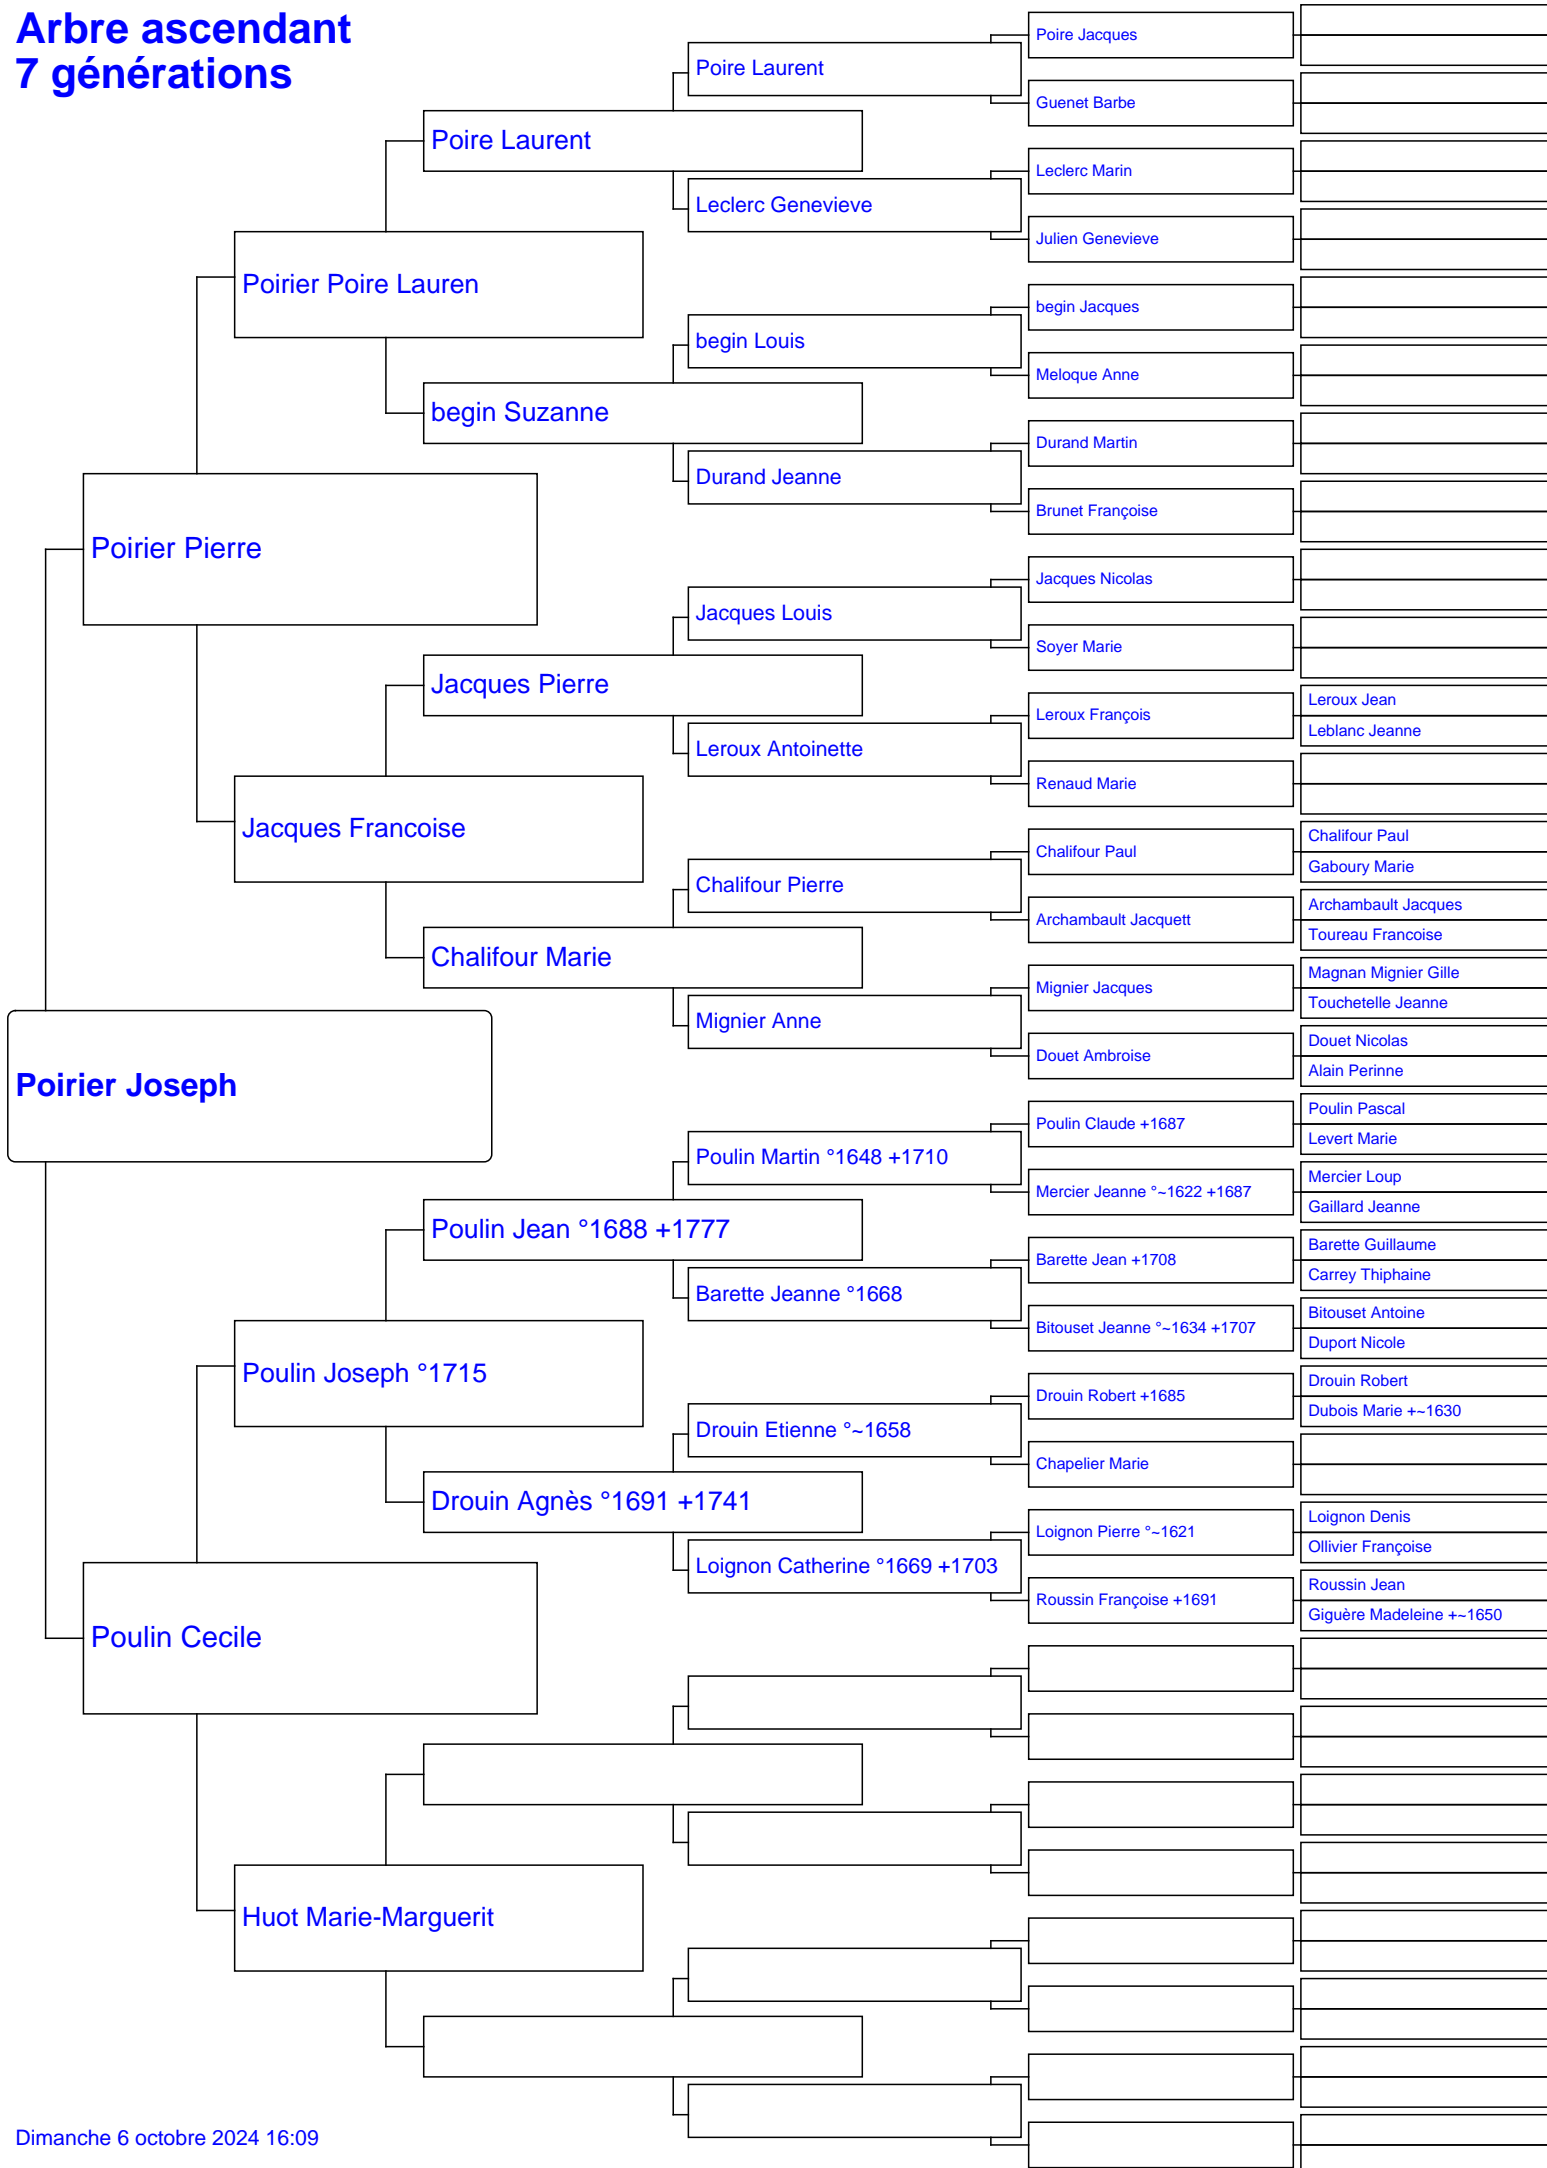 Arbre ascendant
7 générations
Poire Jacques
Poire Laurent
Guenet Barbe
Poire Laurent
Leclerc Marin
Leclerc Genevieve
Julien Genevieve
Poirier Poire Lauren
begin Jacques
begin Louis
Meloque Anne
begin Suzanne
Durand Martin
Durand Jeanne
Brunet Françoise
Poirier Pierre
Jacques Nicolas
Jacques Louis
Soyer Marie
Jacques Pierre
Leroux Jean
Leroux François
Leblanc Jeanne
Leroux Antoinette
Renaud Marie
Jacques Francoise
Chalifour Paul
Chalifour Paul
Gaboury Marie
Chalifour Pierre
Archambault Jacques
Archambault Jacquett
Toureau Francoise
Chalifour Marie
Magnan Mignier Gille
Mignier Jacques
Touchetelle Jeanne
Mignier Anne
Douet Nicolas
Douet Ambroise
Alain Perinne
Poirier Joseph
Poulin Pascal
Poulin Claude +1687
Levert Marie
Poulin Martin °1648 +1710
Mercier Loup
Mercier Jeanne °~1622 +1687
Gaillard Jeanne
Poulin Jean °1688 +1777
Barette Guillaume
Barette Jean +1708
Carrey Thiphaine
Barette Jeanne °1668
Bitouset Antoine
Bitouset Jeanne °~1634 +1707
Duport Nicole
Poulin Joseph °1715
Drouin Robert
Drouin Robert +1685
Dubois Marie +~1630
Drouin Etienne °~1658
Chapelier Marie
Drouin Agnès °1691 +1741
Loignon Denis
Loignon Pierre °~1621
Ollivier Françoise
Loignon Catherine °1669 +1703
Roussin Jean
Roussin Françoise +1691
Giguère Madeleine +~1650
Poulin Cecile
Huot Marie-Marguerit
Dimanche 6 octobre 2024 16:09